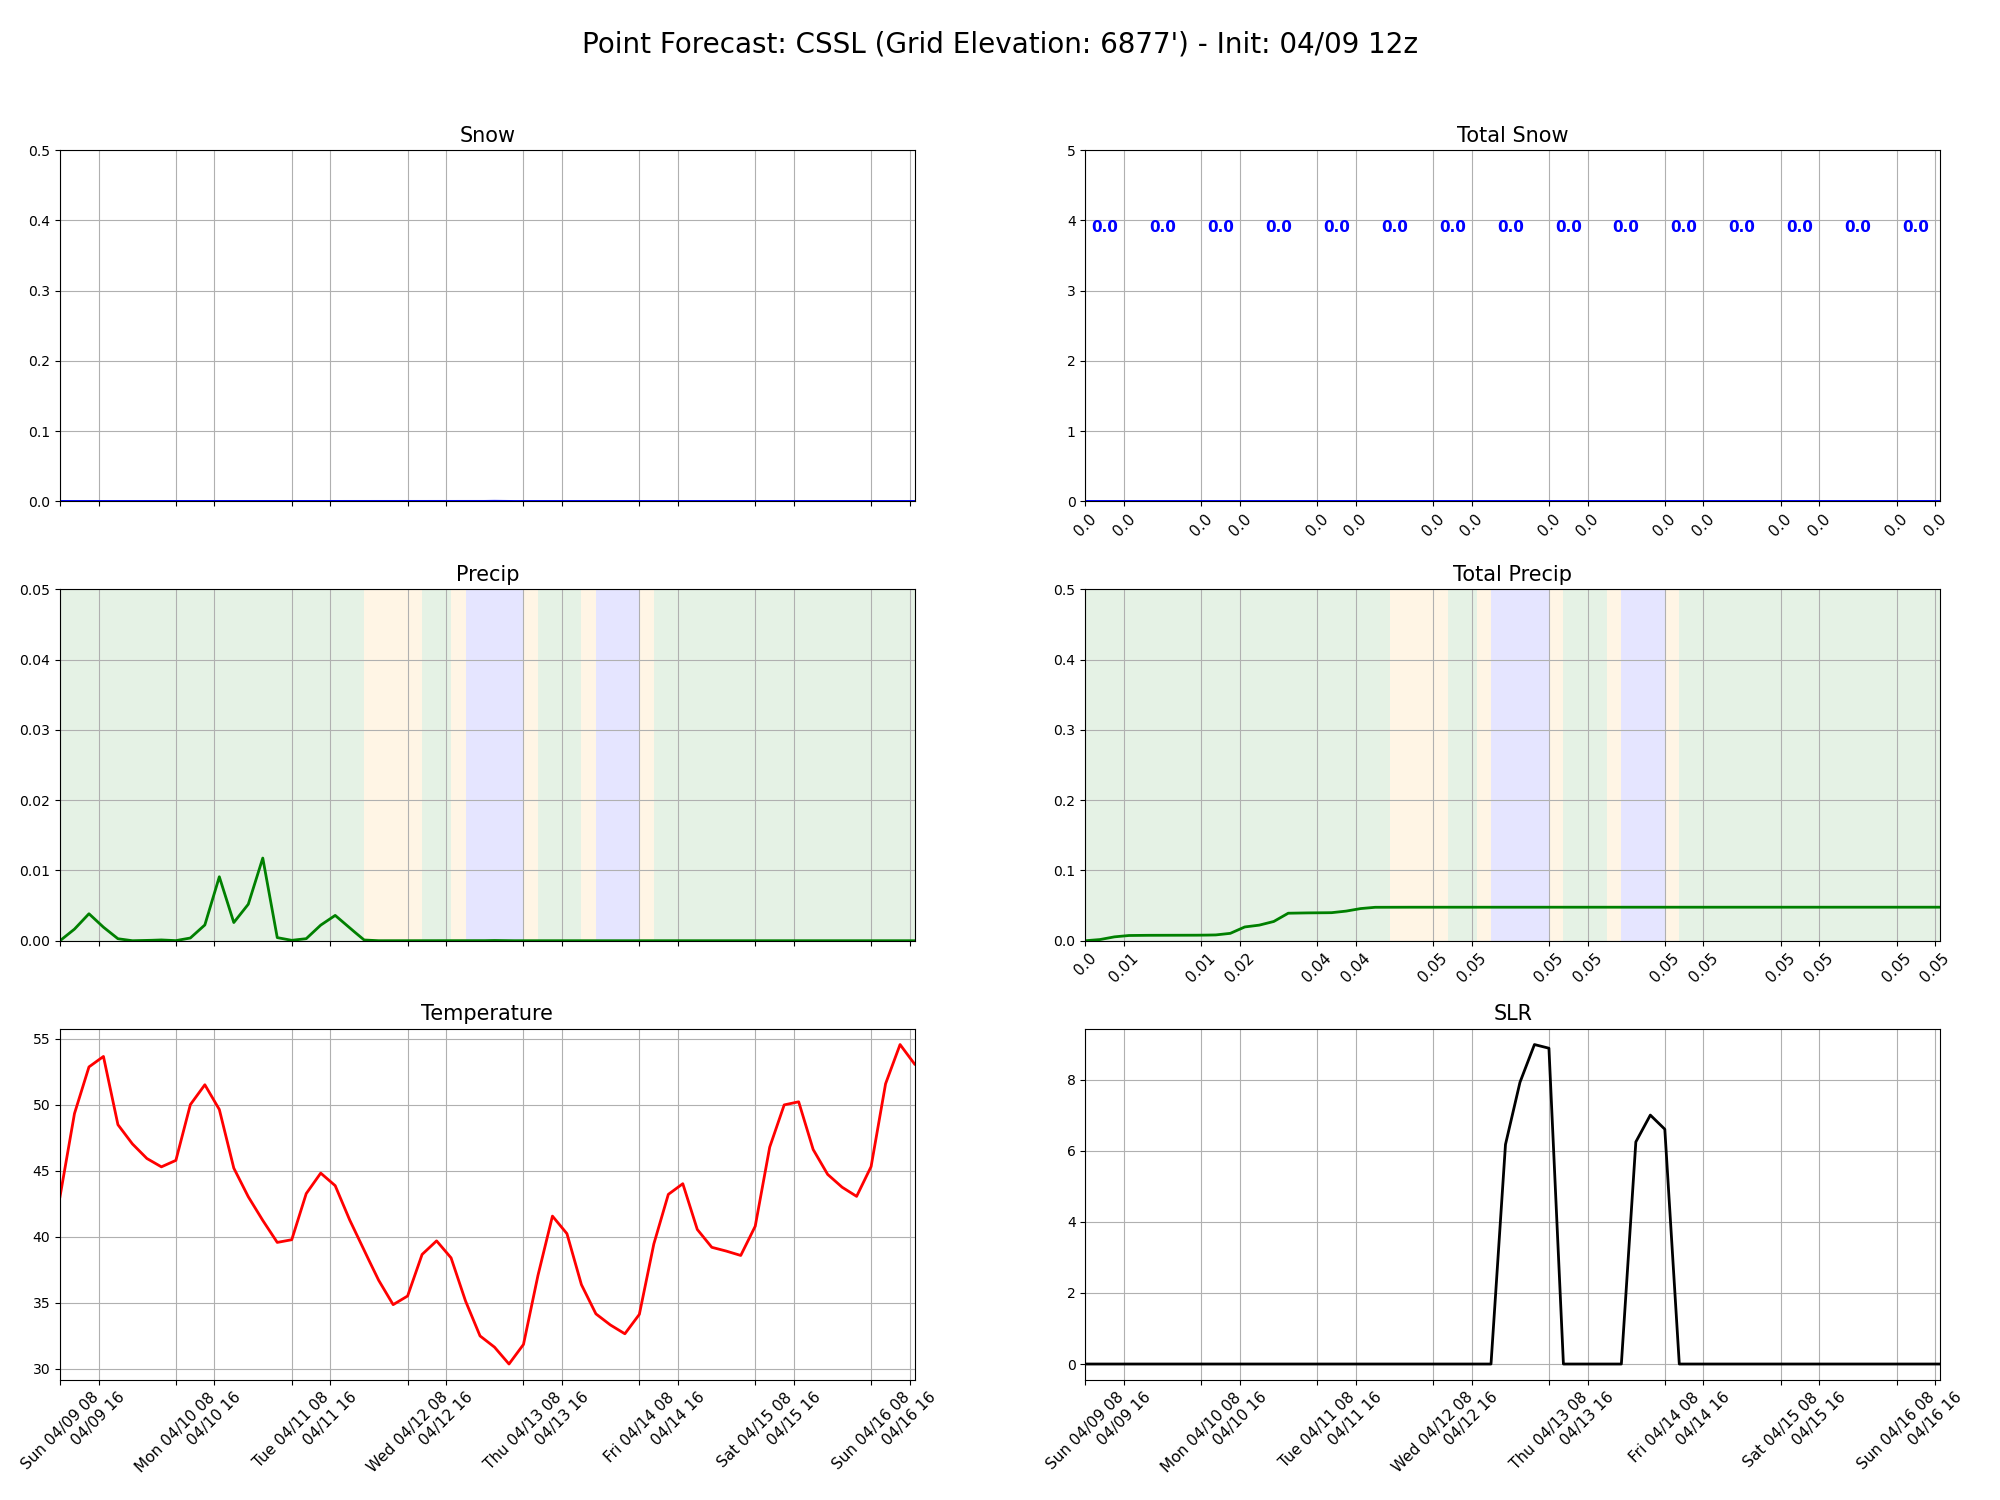 Point Forecast: CSSL (Grid Elevation: 6877') - Init: 04/09 12z
Snow
0.5
0.4
0.3
0.2
0.1
0.0
Total Snow
5
4
3
2
1
0
0.0 0.0 0.0 0.0 0.0 0.0 0.0 0.0 0.0 0.0 0.0 0.0 0.0 0.0 0.0
0.0 0.0 0.0 0.0 0.0 0.0 0.0 0.0 0.0 0.0 0.0 0.0 0.0 0.0 0.0 0.0
Precip
0.05
0.04
0.03
0.02
0.01
0.00
Total Precip
0.5
0.4
0.3
0.2
0.1
0.0
0.0 0.01 0.01 0.02 0.04 0.04 0.05 0.05 0.05 0.05 0.05 0.05 0.05 0.05 0.05 0.05
Temperature
55
50
45
40
35
30
Sun 04/09 08
04/09 16
Mon 04/10 08
04/10 16
Tue 04/11 08
04/11 16
Wed 04/12 08
04/12 16
Thu 04/13 08
04/13 16
Fri 04/14 08
04/14 16
Sat 04/15 08
04/15 16
Sun 04/16 08
04/16 16
SLR
8
6
4
2
0
Sun 04/09 08
04/09 16
Mon 04/10 08
04/10 16
Tue 04/11 08
04/11 16
Wed 04/12 08
04/12 16
Thu 04/13 08
04/13 16
Fri 04/14 08
04/14 16
Sat 04/15 08
04/15 16
Sun 04/16 08
04/16 16